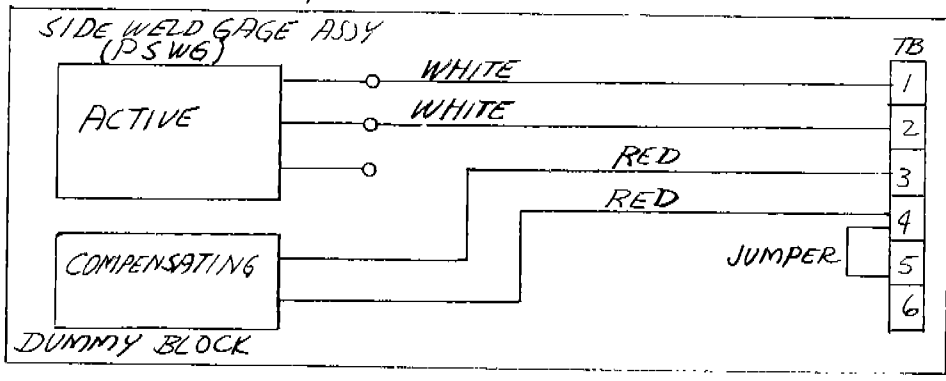 SIDE WELD GAGE ASSY
(PSWG)
TB
ACTIVE
WHITE
1
WHITE
2
RED
3
RED
4
COMPENSATING
JUMPER
5
6
DUMMY BLOCK